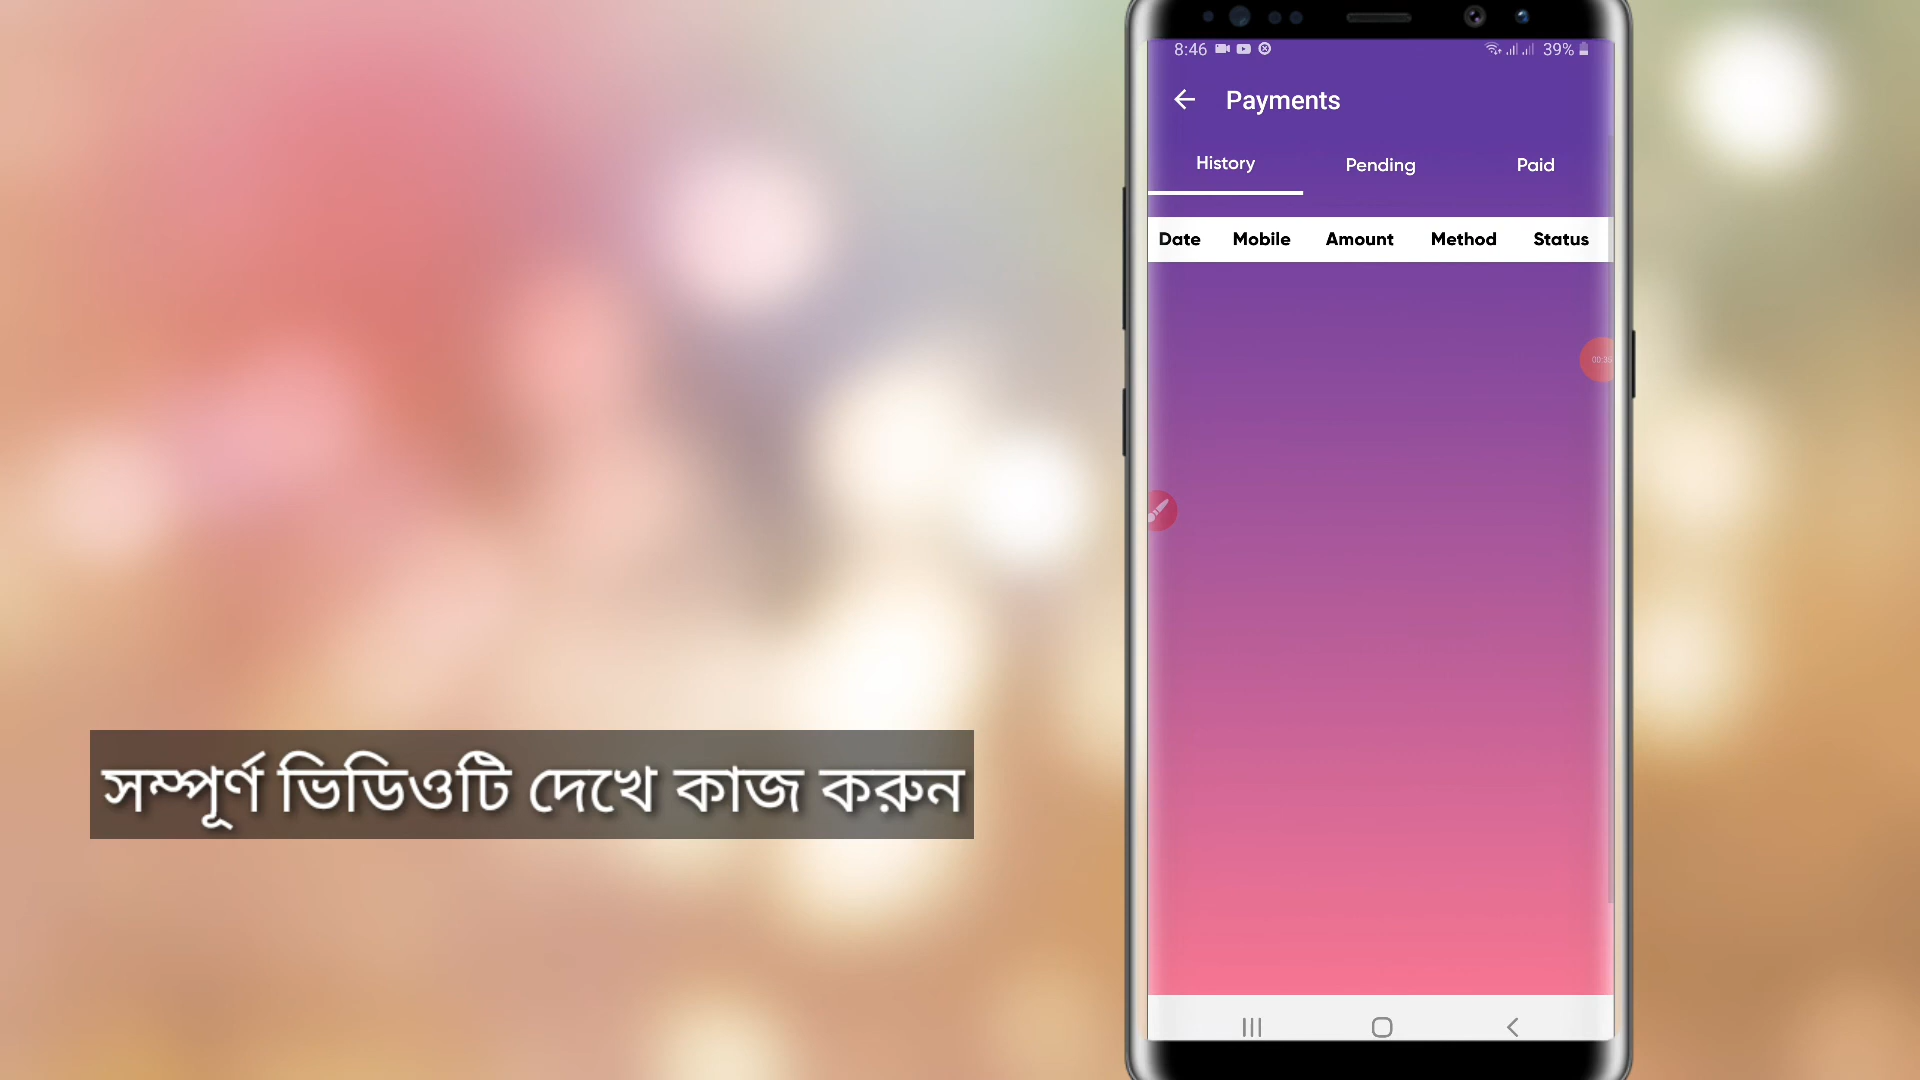 8:46
39%
Payments
History Pending Paid
Date Mobile Amount Method Status
সম্পূর্ণ ভিডিওটি দেখে কাজ করুন